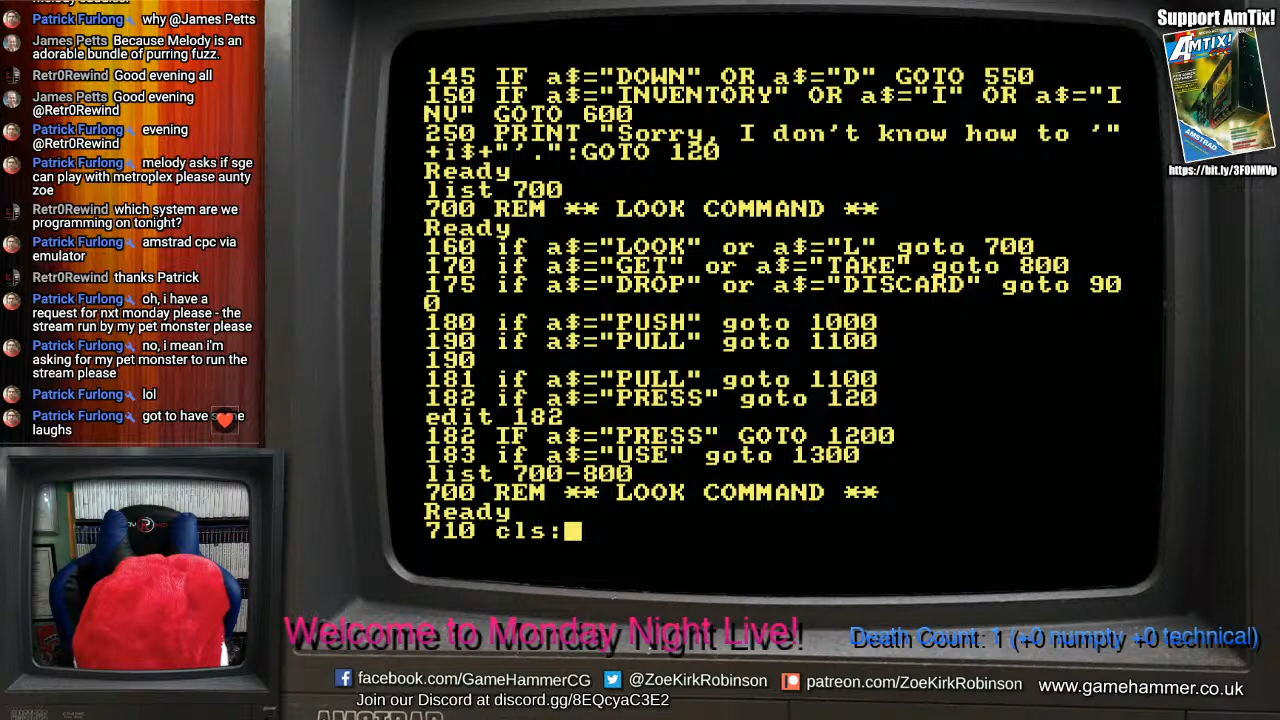 Patrick Furlong why @James Petts
James Petts Because Melody is an
adorable bundle of purring fuzz.
Retr0Rewind Good evening all
James Petts Good evening
@Retr0Rewind
Patrick Furlong evening
@Retr0Rewind
Patrick Furlong melody asks if sge
can play with metroplex please aunty
zoe
Retr0Rewind which system are we
programming on tonight?
Patrick Furlong amstrad cpc via
emulator
Retr0Rewind thanks Patrick
Patrick Furlong oh, i have a
request for nxt monday please - the
stream run by my pet monster please
Patrick Furlong no, i mean i'm
asking for my pet monster to run the
stream please
Patrick Furlong lol
Patrick Furlong got to have
laughs
145 IF a$="DOWN" OR a$="D" GOTO 550
150 IF a$="INVENTORY" OR a$="I" OR a$="I
NV" GOTO 600
250 PRINT "Sorry, I don't know how to '"
+i$+"'.":GOTO 120
Ready
list 700
700 REM ** LOOK COMMAND **
Ready
160 if a$="LOOK" or a$="L" goto 700
170 if a$="GET" or a$="TAKE" goto 800
175 if a$="DROP" or a$="DISCARD" goto 90
0
180 if a$="PUSH" goto 1000
190 if a$="PULL" goto 1100
190
181 if a$="PULL" goto 1100
182 if a$="PRESS" goto 120
edit 182
182 IF a$="PRESS" GOTO 1200
183 if a$="USE" goto 1300
list 700-800
700 REM ** LOOK COMMAND **
Ready
710 cls:
Support AmTix!
AMTIX!
AMSTRAD
https://bit.ly/3FONMVp
Welcome to Monday Night Live!
Death Count: 1 (+0 numpty +0 technical)
facebook.com/GameHammerCG @ZoeKirkRobinson patreon.com/ZoeKirkRobinson www.gamehammer.co.uk
Join our Discord at discord.gg/8EQcyaC3E2
AMSTRAD